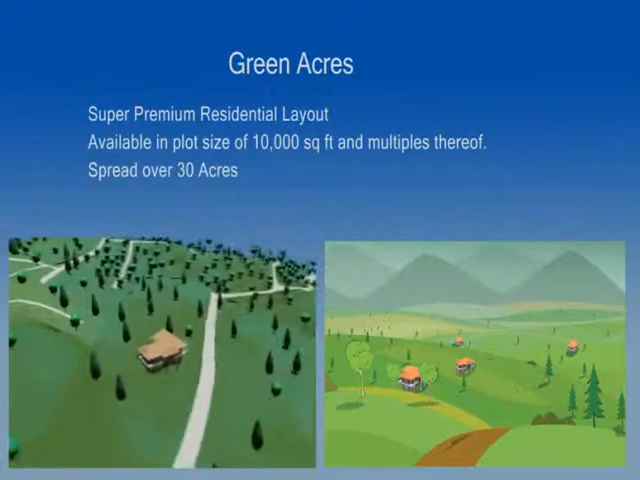 Green Acres
Super Premium Residential Layout
Available in plot size of 10,000 sq ft and multiples thereof.
Spread over 30 Acres